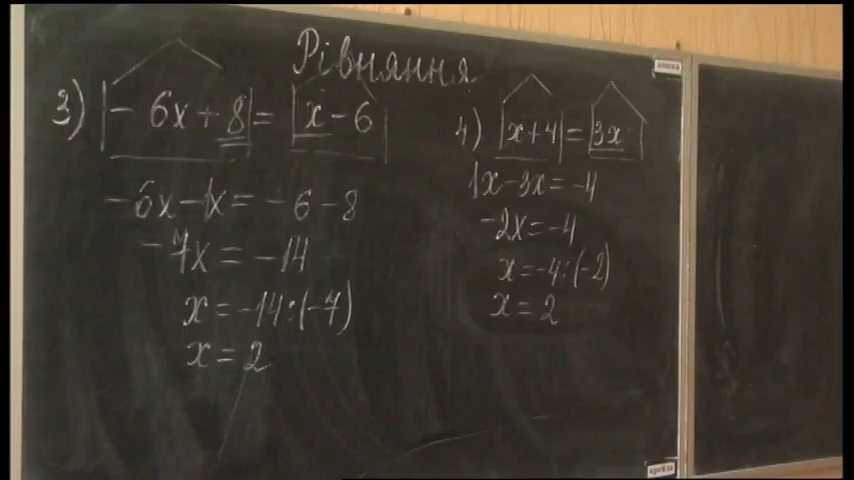 Рівняння
3) |-6x+8| = |x-6|
-6x-1x=-6-8
-7x=-14
x=-14:(-7)
x=2
4) |x+4|=|3x|
1x-3x=-4
-2x=-4
x=-4:(-2)
x=2